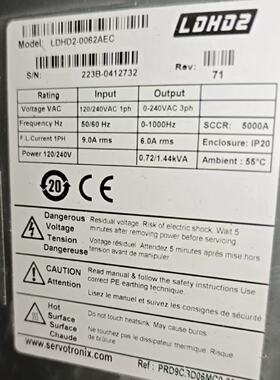 LDHD2
Model: LDHD2-0062AEC
S/N: 223B-0412732 Rev: 71
Rating Input Output
Voltage VAC 120/240VAC 1ph 0-240VAC 3ph
Frequency Hz 50/60 Hz 0-1000Hz SCCR: 5000A
F.L.Current 1PH 9.0A rms 6.0A rms Enclosure: IP20
Power 120/240V 0.72/1.44kVA Ambient : 55°C
20 CE
Dangerous Voltage
Tension Dangereuse
Residual voltage. Risk of electric shock. Wait 5
minutes after removing power before servicing.
Tension résiduel. Attendez 5 minutes après mise hors
tension avant de manipuler
CAUTION
Attention
Read manual & follow the safety instructions Use
correct PE earthing technique
Lisez le manuel et suivez les consignes de sécurité
Hot Surface
Surface Chaude
Do not touch heatsink. May cause burns.
Ne touchez pas le dissipateur thermique. Risque
de brûlure
www.servotronix.com Ref :